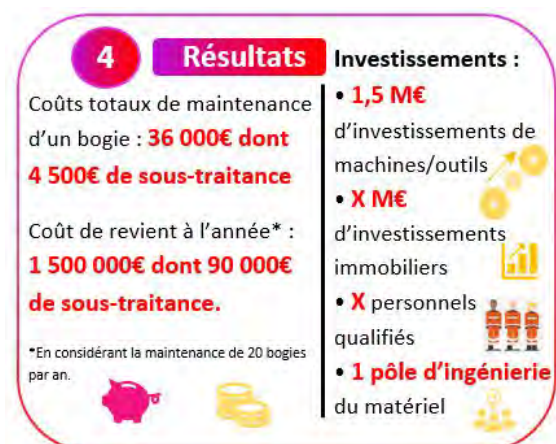 4
Résultats
Coûts totaux de maintenance
d'un bogie : 36 000€ dont
4 500€ de sous-traitance
Coût de revient à l'année* :
1 500 000€ dont 90 000€
de sous-traitance.
*En considérant la maintenance de 20 bogies
par an.
Investissements :
• 1,5 M€
d'investissements de
machines/outils
• X M€
d'investissements
immobiliers
• X personnels
qualifiés
• 1 pôle d'ingénierie
du matériel